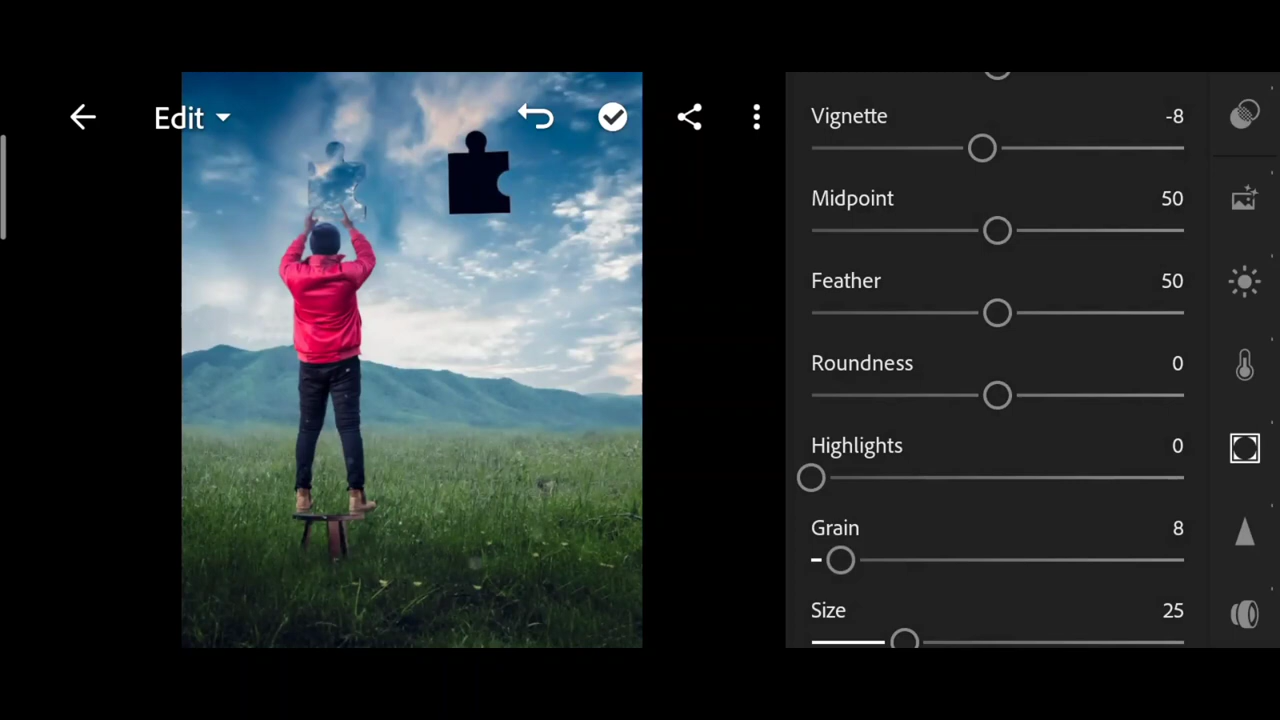 Edit
Vignette -8
Midpoint 50
Feather 50
Roundness 0
Highlights 0
Grain 8
Size 25